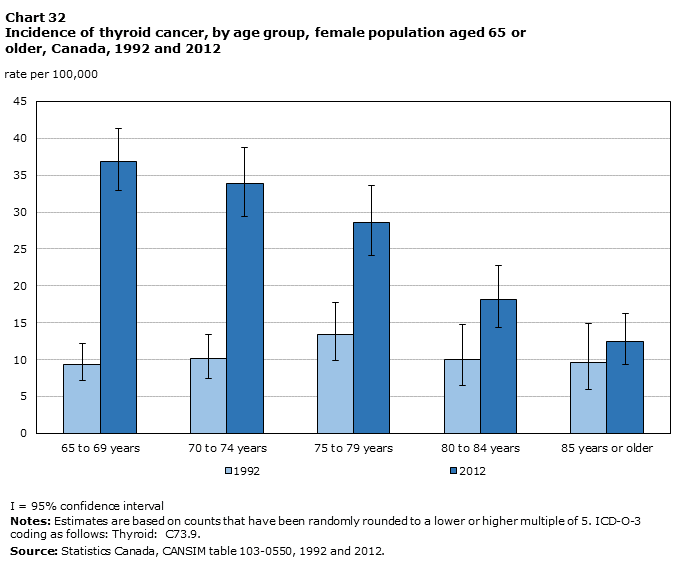 Chart 32
Incidence of thyroid cancer, by age group, female population aged 65 or
older, Canada, 1992 and 2012
rate per 100,000
45
40
35
30
25
20
15
10
5
0
65 to 69 years 70 to 74 years 75 to 79 years 80 to 84 years 85 years or older
1992 2012
I = 95% confidence interval
Notes: Estimates are based on counts that have been randomly rounded to a lower or higher multiple of 5. ICD-O-3
coding as follows: Thyroid: C73.9.
Source: Statistics Canada, CANSIM table 103-0550, 1992 and 2012.